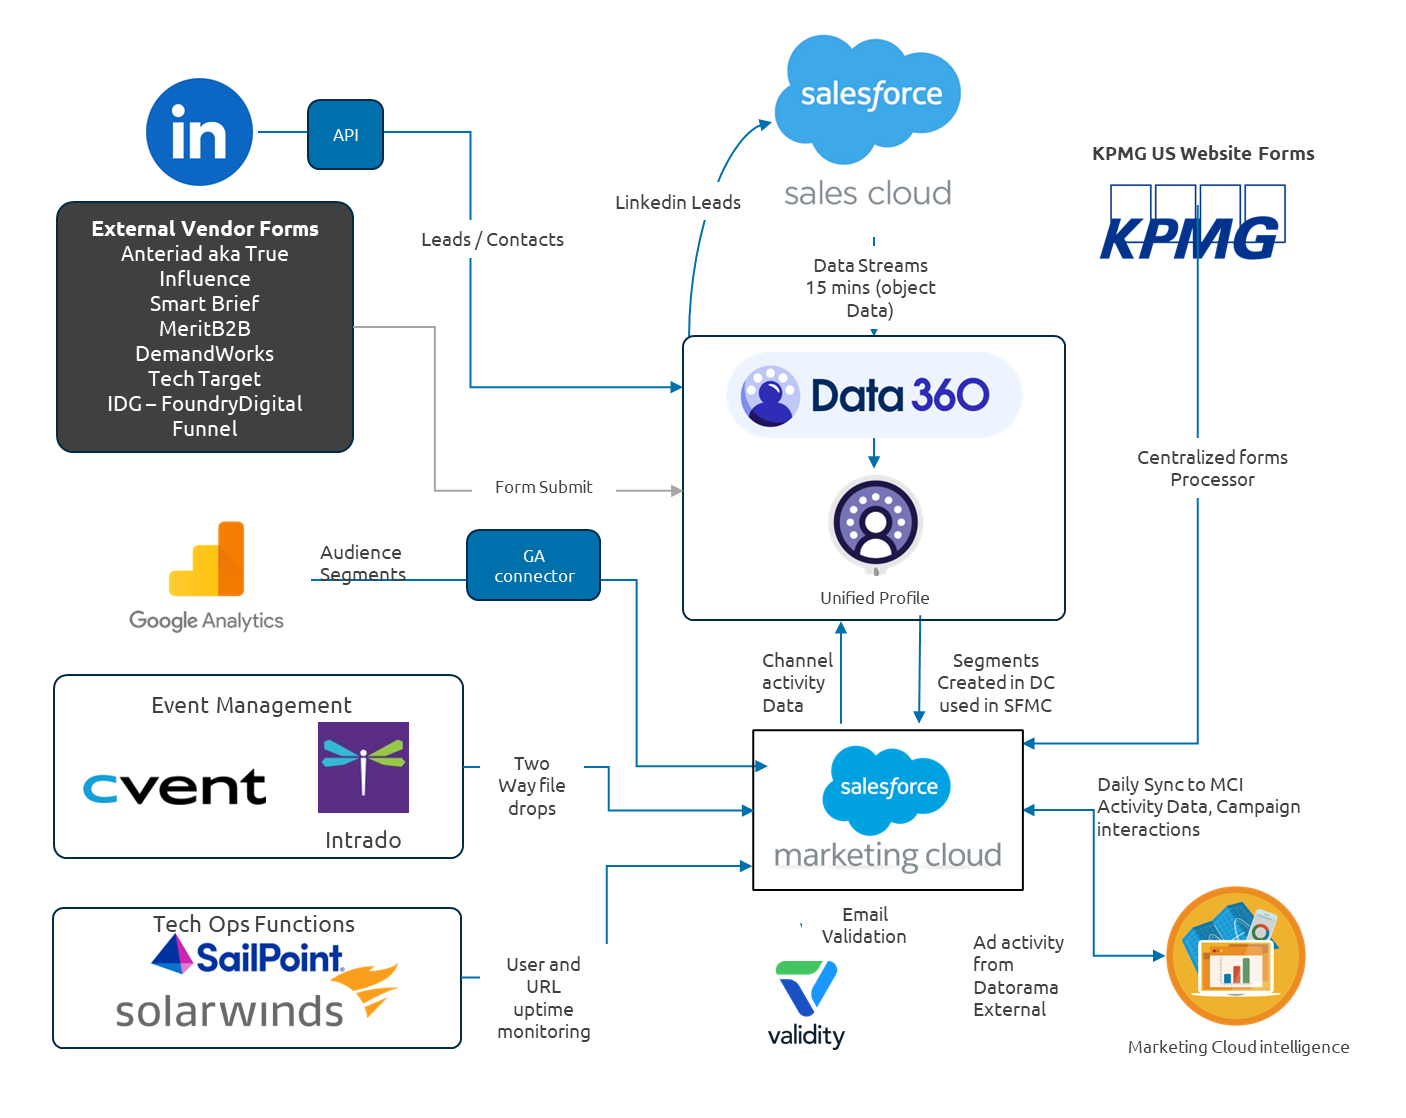 in
API
salesforce
sales cloud
KPMG US Website Forms
KPMG
Linkedin Leads
Leads / Contacts
External Vendor Forms
Anteriad aka True
Influence
Smart Brief
MeritB2B
DemandWorks
Tech Target
IDG – FoundryDigital
Funnel
Data Streams
15 mins (object
Data)
Data 360
Unified Profile
Form Submit
Centralized forms
Processor
Google Analytics
Audience
Segments
GA
connector
Channel
activity
Data
Segments
Created in DC
used in SFMC
Event Management
cvent
Intrado
Two
Way file
drops
salesforce
marketing cloud
Daily Sync to MCI
Activity Data, Campaign
interactions
Tech Ops Functions
SailPoint
solarwinds
User and
URL
uptime
monitoring
Email
Validation
validity
Ad activity
from
Datorama
External
Marketing Cloud intelligence